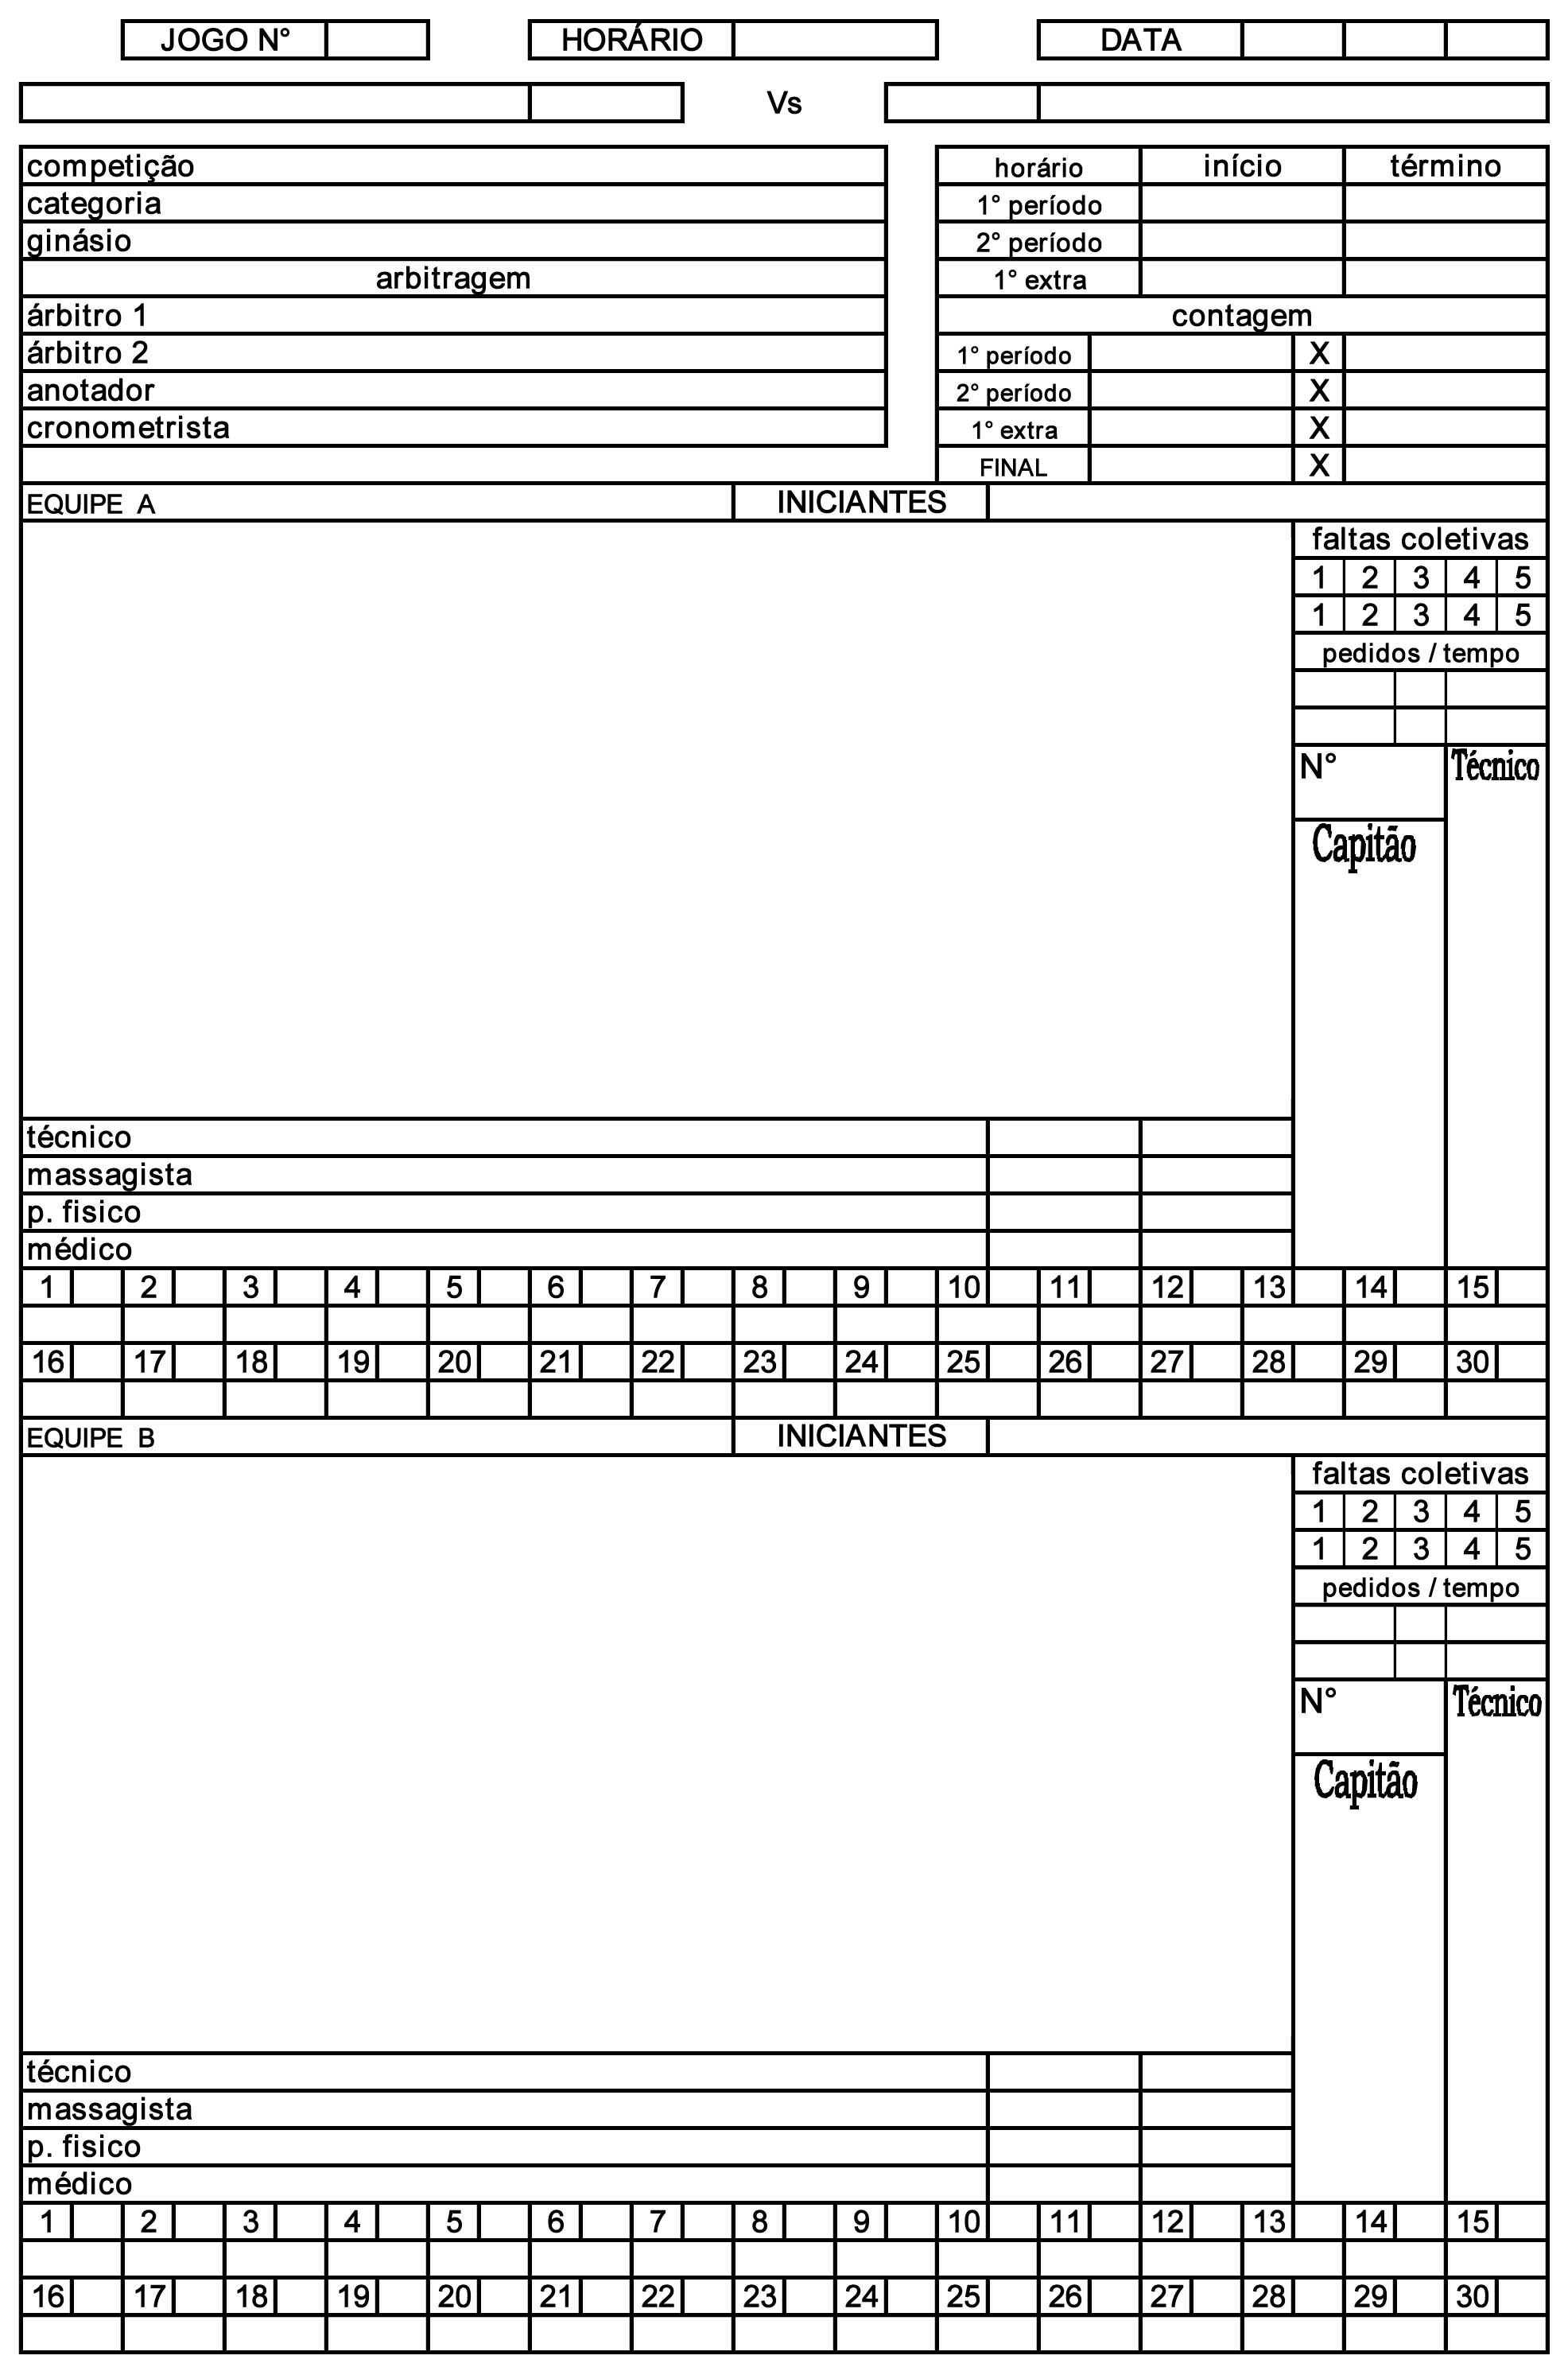 JOGO N° HORÁRIO DATA
Vs
competição
categoria
ginásio
arbitragem
árbitro 1
árbitro 2
anotador
cronometrista
horário início término
1° período
2° período
1° extra
contagem
1° período X
2° período X
1° extra X
FINAL X
EQUIPE A INICIANTES
faltas coletivas
1 2 3 4 5
1 2 3 4 5
pedidos / tempo
N° Técnico
Capitão
técnico
massagista
p. fisico
médico
1 2 3 4 5 6 7 8 9 10 11 12 13 14 15
16 17 18 19 20 21 22 23 24 25 26 27 28 29 30
EQUIPE B INICIANTES
faltas coletivas
1 2 3 4 5
1 2 3 4 5
pedidos / tempo
N° Técnico
Capitão
técnico
massagista
p. fisico
médico
1 2 3 4 5 6 7 8 9 10 11 12 13 14 15
16 17 18 19 20 21 22 23 24 25 26 27 28 29 30